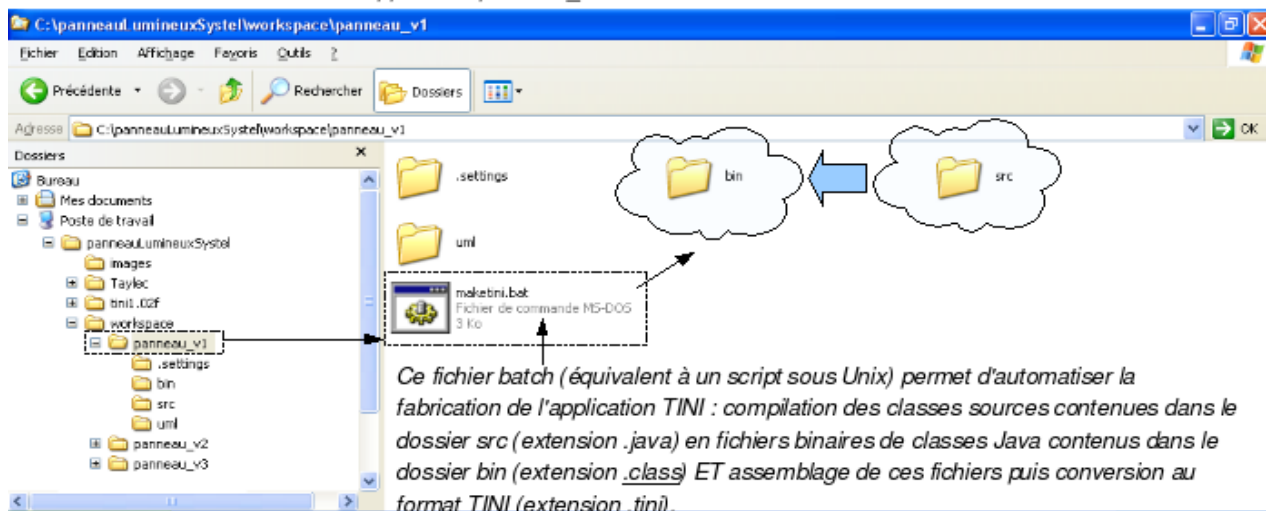 C:\panneauLumineuxSystel\workspace\panneau_v1
Fichier Edition Affichage Favoris Outils ?
Précédente Rechercher Dossiers
Adresse C:\panneauLumineuxSystel\workspace\panneau_v1 OK
Dossiers x
Bureau
Mes documents
Poste de travail
panneauLumineuxSystel
images
Taylec
tini1.02f
workspace
panneau_v1
.settings
bin
src
uml
panneau_v2
panneau_v3
.settings
bin
src
uml
maketini.bat
Fichier de commande MS-DOS
3 Ko
Ce fichier batch (équivalent à un script sous Unix) permet d'automatiser la
fabrication de l'application TINI : compilation des classes sources contenues dans le
dossier src (extension .java) en fichiers binaires de classes Java contenus dans le
dossier bin (extension .class) ET assemblage de ces fichiers puis conversion au
format TINI (extension .tini).